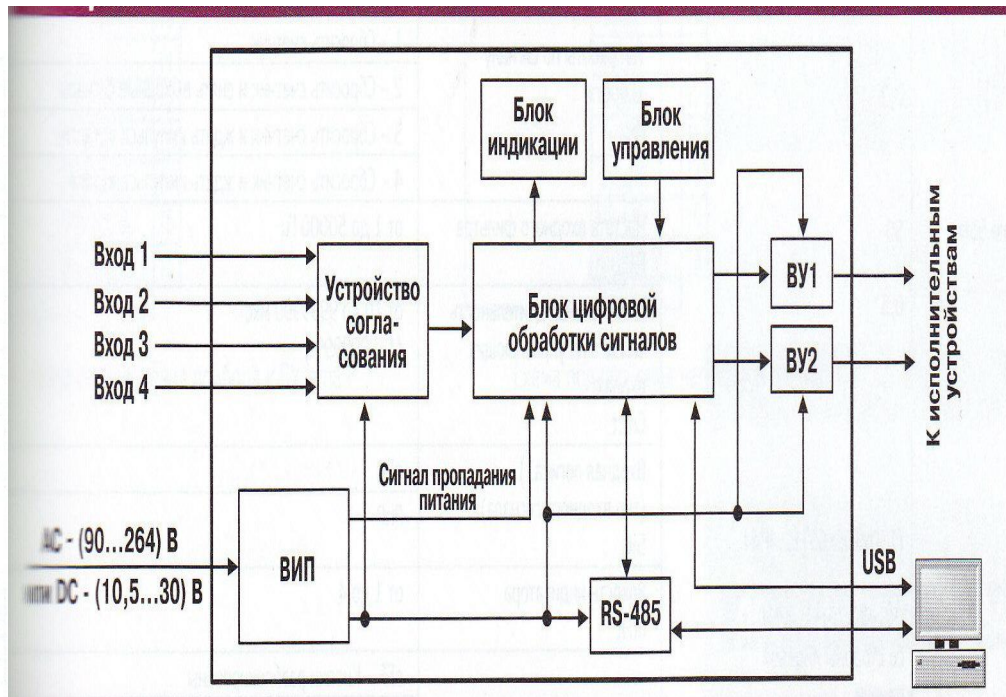 Блок
индикации
Блок
управления
Вход 1
Вход 2
Вход 3
Вход 4
Устройство
согла-
сования
Блок цифровой
обработки сигналов
ВУ1
ВУ2
К исполнительным
устройствам
Сигнал пропадания
питания
AC - (90...264) В
или DC - (10,5...30) В
ВИП
RS-485
USB